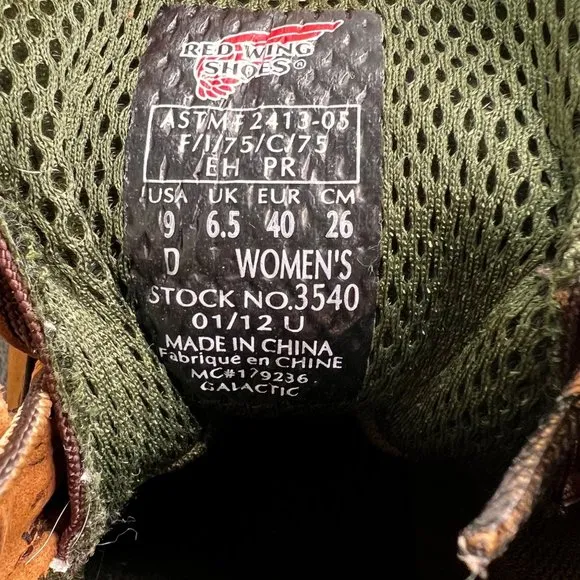 RED WING
SHOES®
ASTM F 2413-05
F/I/75/C/75
EH PR
USA UK EUR CM
9 6.5 40 26
D WOMEN'S
STOCK NO.3540
01/12 U
MADE IN CHINA
Fabriqué en CHINE
MC#179236
GALACTIC